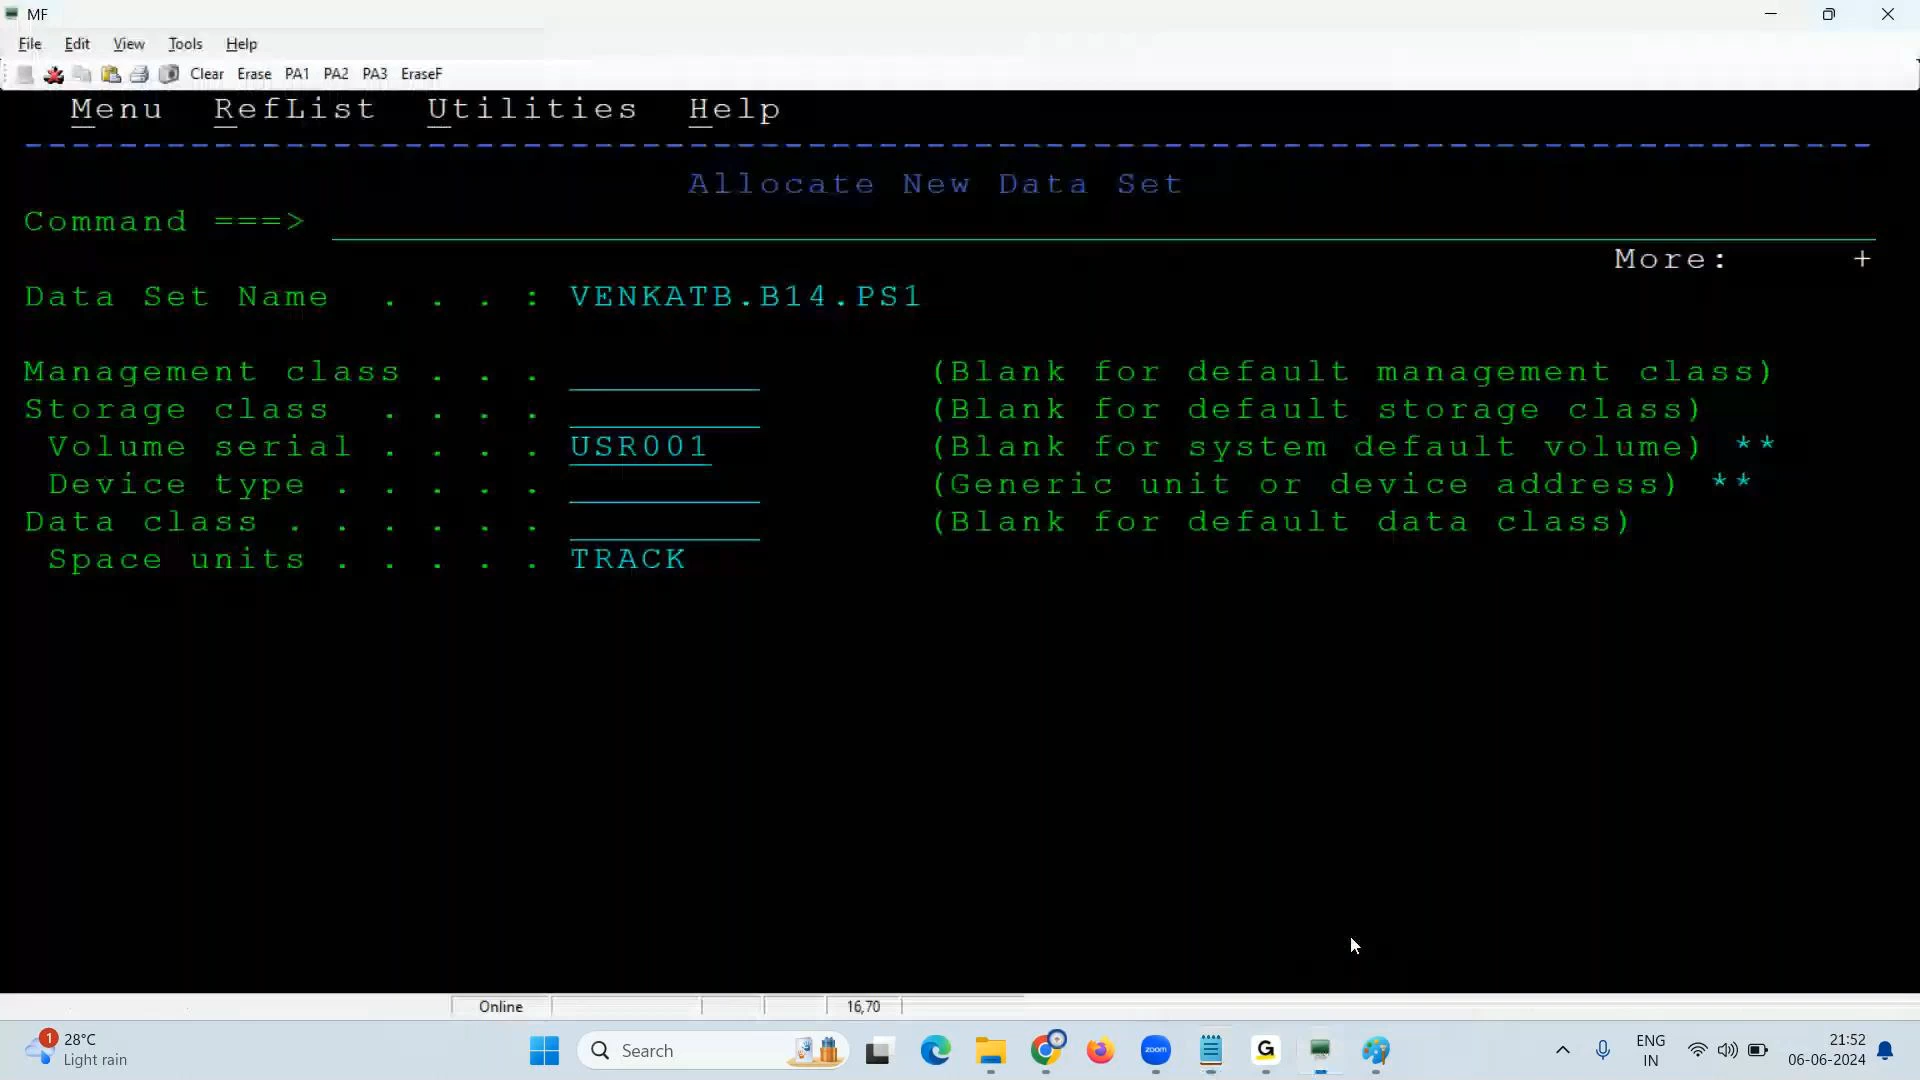 MF
File Edit View Tools Help
Clear Erase PA1 PA2 PA3 EraseF
Menu RefList Utilities Help
Allocate New Data Set
Command ===>
More: +
Data Set Name . . . : VENKATB.B14.PS1
Management class . . . (Blank for default management class)
Storage class . . . . (Blank for default storage class)
Volume serial . . . . USR001 (Blank for system default volume) **
Device type . . . . . (Generic unit or device address) **
Data class . . . . . . (Blank for default data class)
Space units . . . . . TRACK
Online 16,70
1 28°C
Light rain
Search
zoom
G
ENG
IN
21:52
06-06-2024